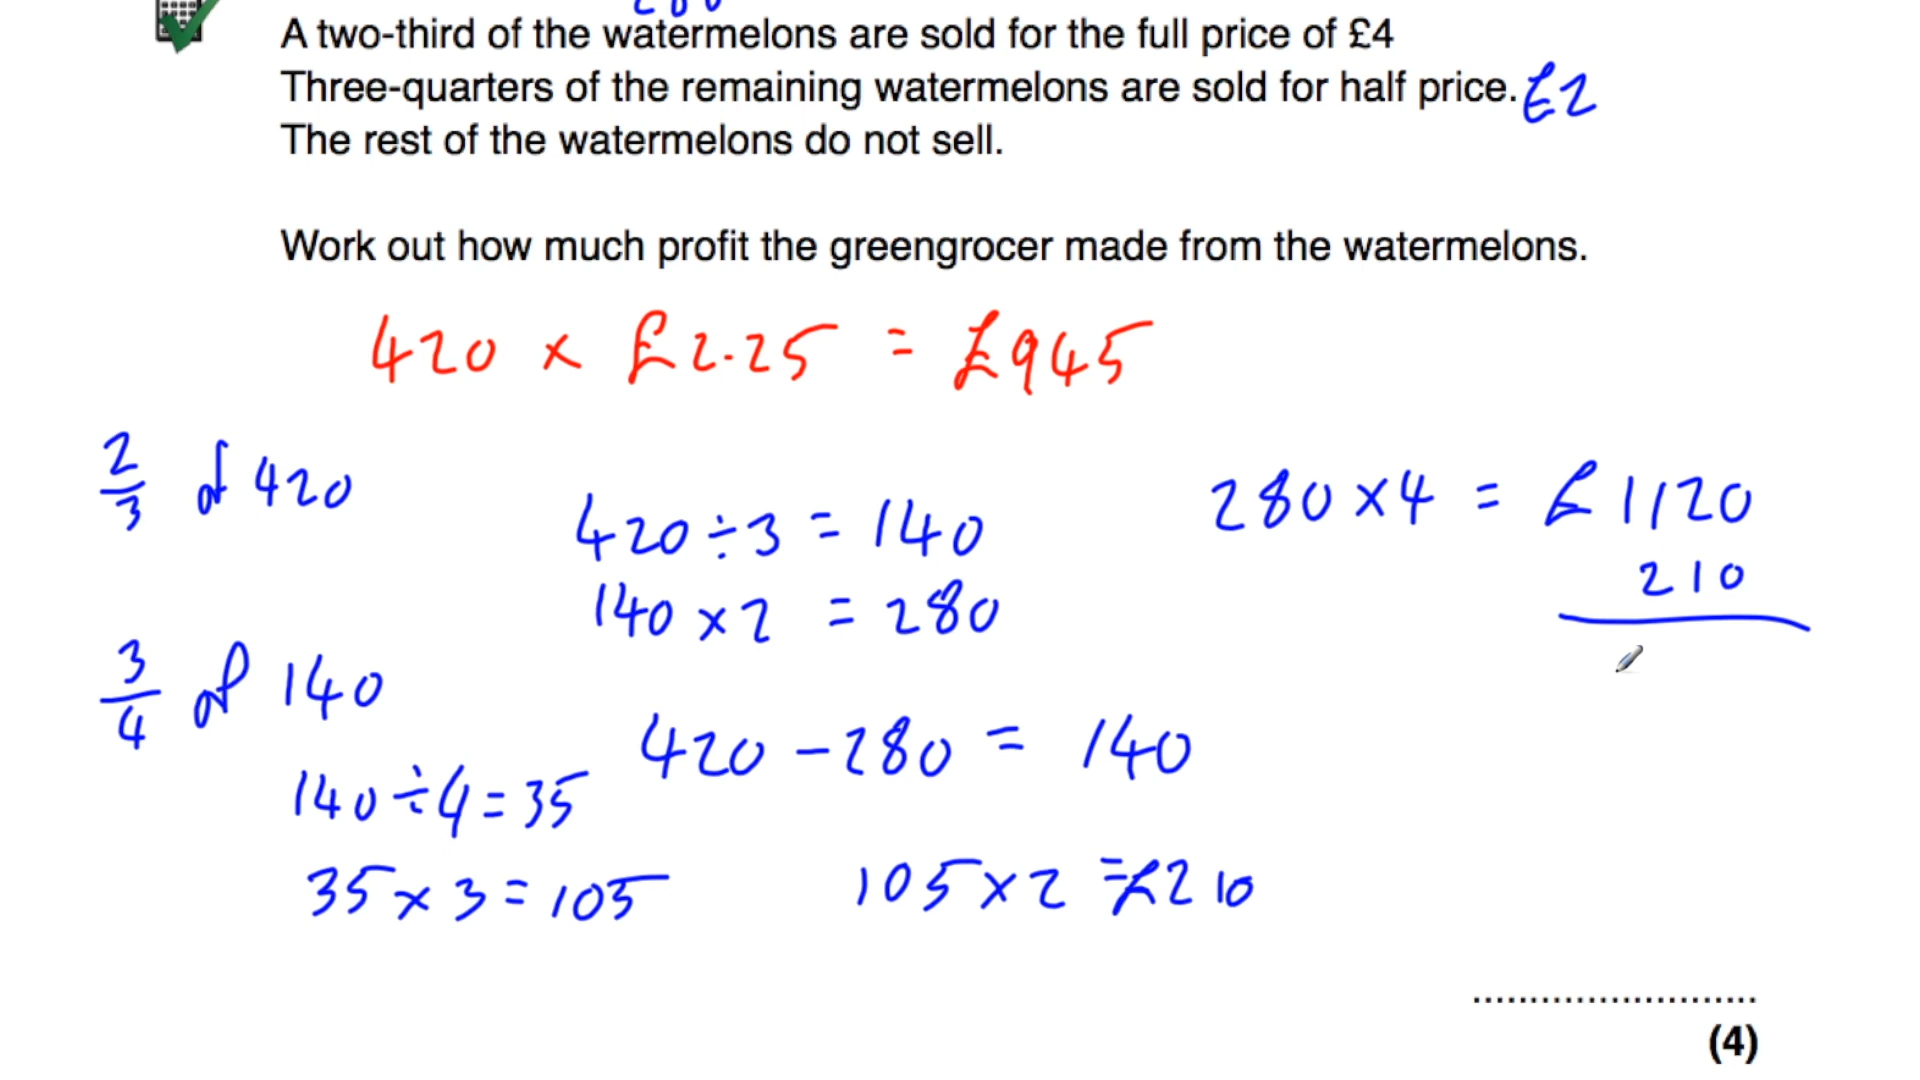 A two-third of the watermelons are sold for the full price of £4
Three-quarters of the remaining watermelons are sold for half price. £2
The rest of the watermelons do not sell.
Work out how much profit the greengrocer made from the watermelons.
420 × £2.25 = £945
2/3 of 420
420 ÷ 3 = 140
140 × 2 = 280
280 × 4 = £1120
210
3/4 of 140
140 ÷ 4 = 35
35 × 3 = 105
420 - 280 = 140
105 × 2 = £210
(4)